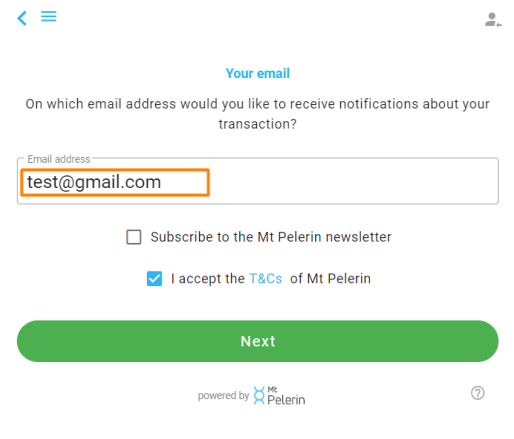 Your email
On which email address would you like to receive notifications about your
transaction?
Email address
test@gmail.com
Subscribe to the Mt Pelerin newsletter
I accept the T&Cs of Mt Pelerin
Next
powered by Mt
Pelerin